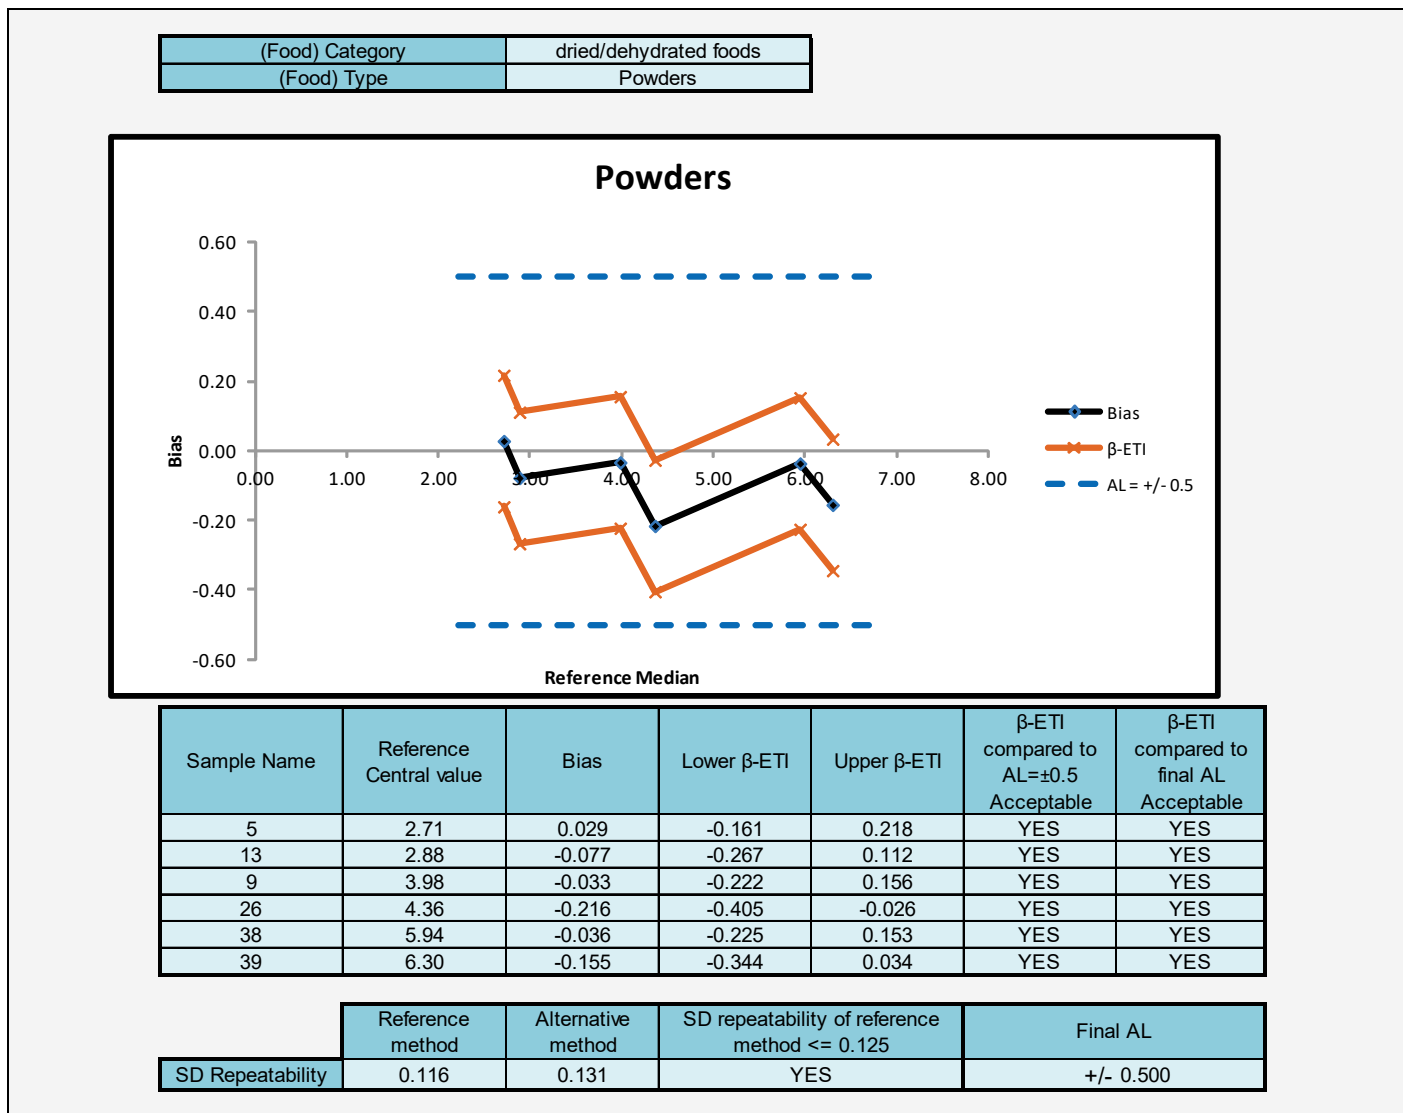 (Food) Category dried/dehydrated foods
(Food) Type Powders
Powders
0.60
0.40
0.20
0.00
-0.20
-0.40
-0.60
Bias
0.00 1.00 2.00 3.00 4.00 5.00 6.00 7.00 8.00
Reference Median
Bias
β-ETI
AL = +/- 0.5
Sample Name Reference Central value Bias Lower β-ETI Upper β-ETI β-ETI compared to AL=±0.5 Acceptable β-ETI compared to final AL Acceptable
5 2.71 0.029 -0.161 0.218 YES YES
13 2.88 -0.077 -0.267 0.112 YES YES
9 3.98 -0.033 -0.222 0.156 YES YES
26 4.36 -0.216 -0.405 -0.026 YES YES
38 5.94 -0.036 -0.225 0.153 YES YES
39 6.30 -0.155 -0.344 0.034 YES YES
Reference method Alternative method SD repeatability of reference method <= 0.125 Final AL
SD Repeatability 0.116 0.131 YES +/- 0.500